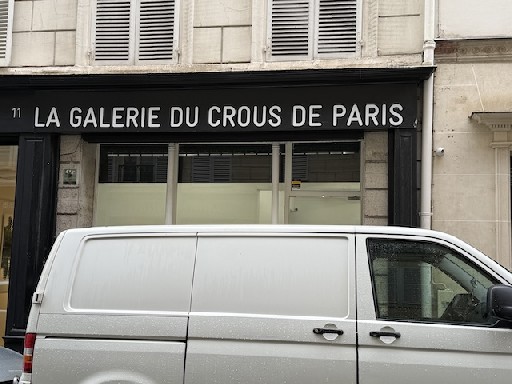 11 LA GALERIE DU CROUS DE PARIS